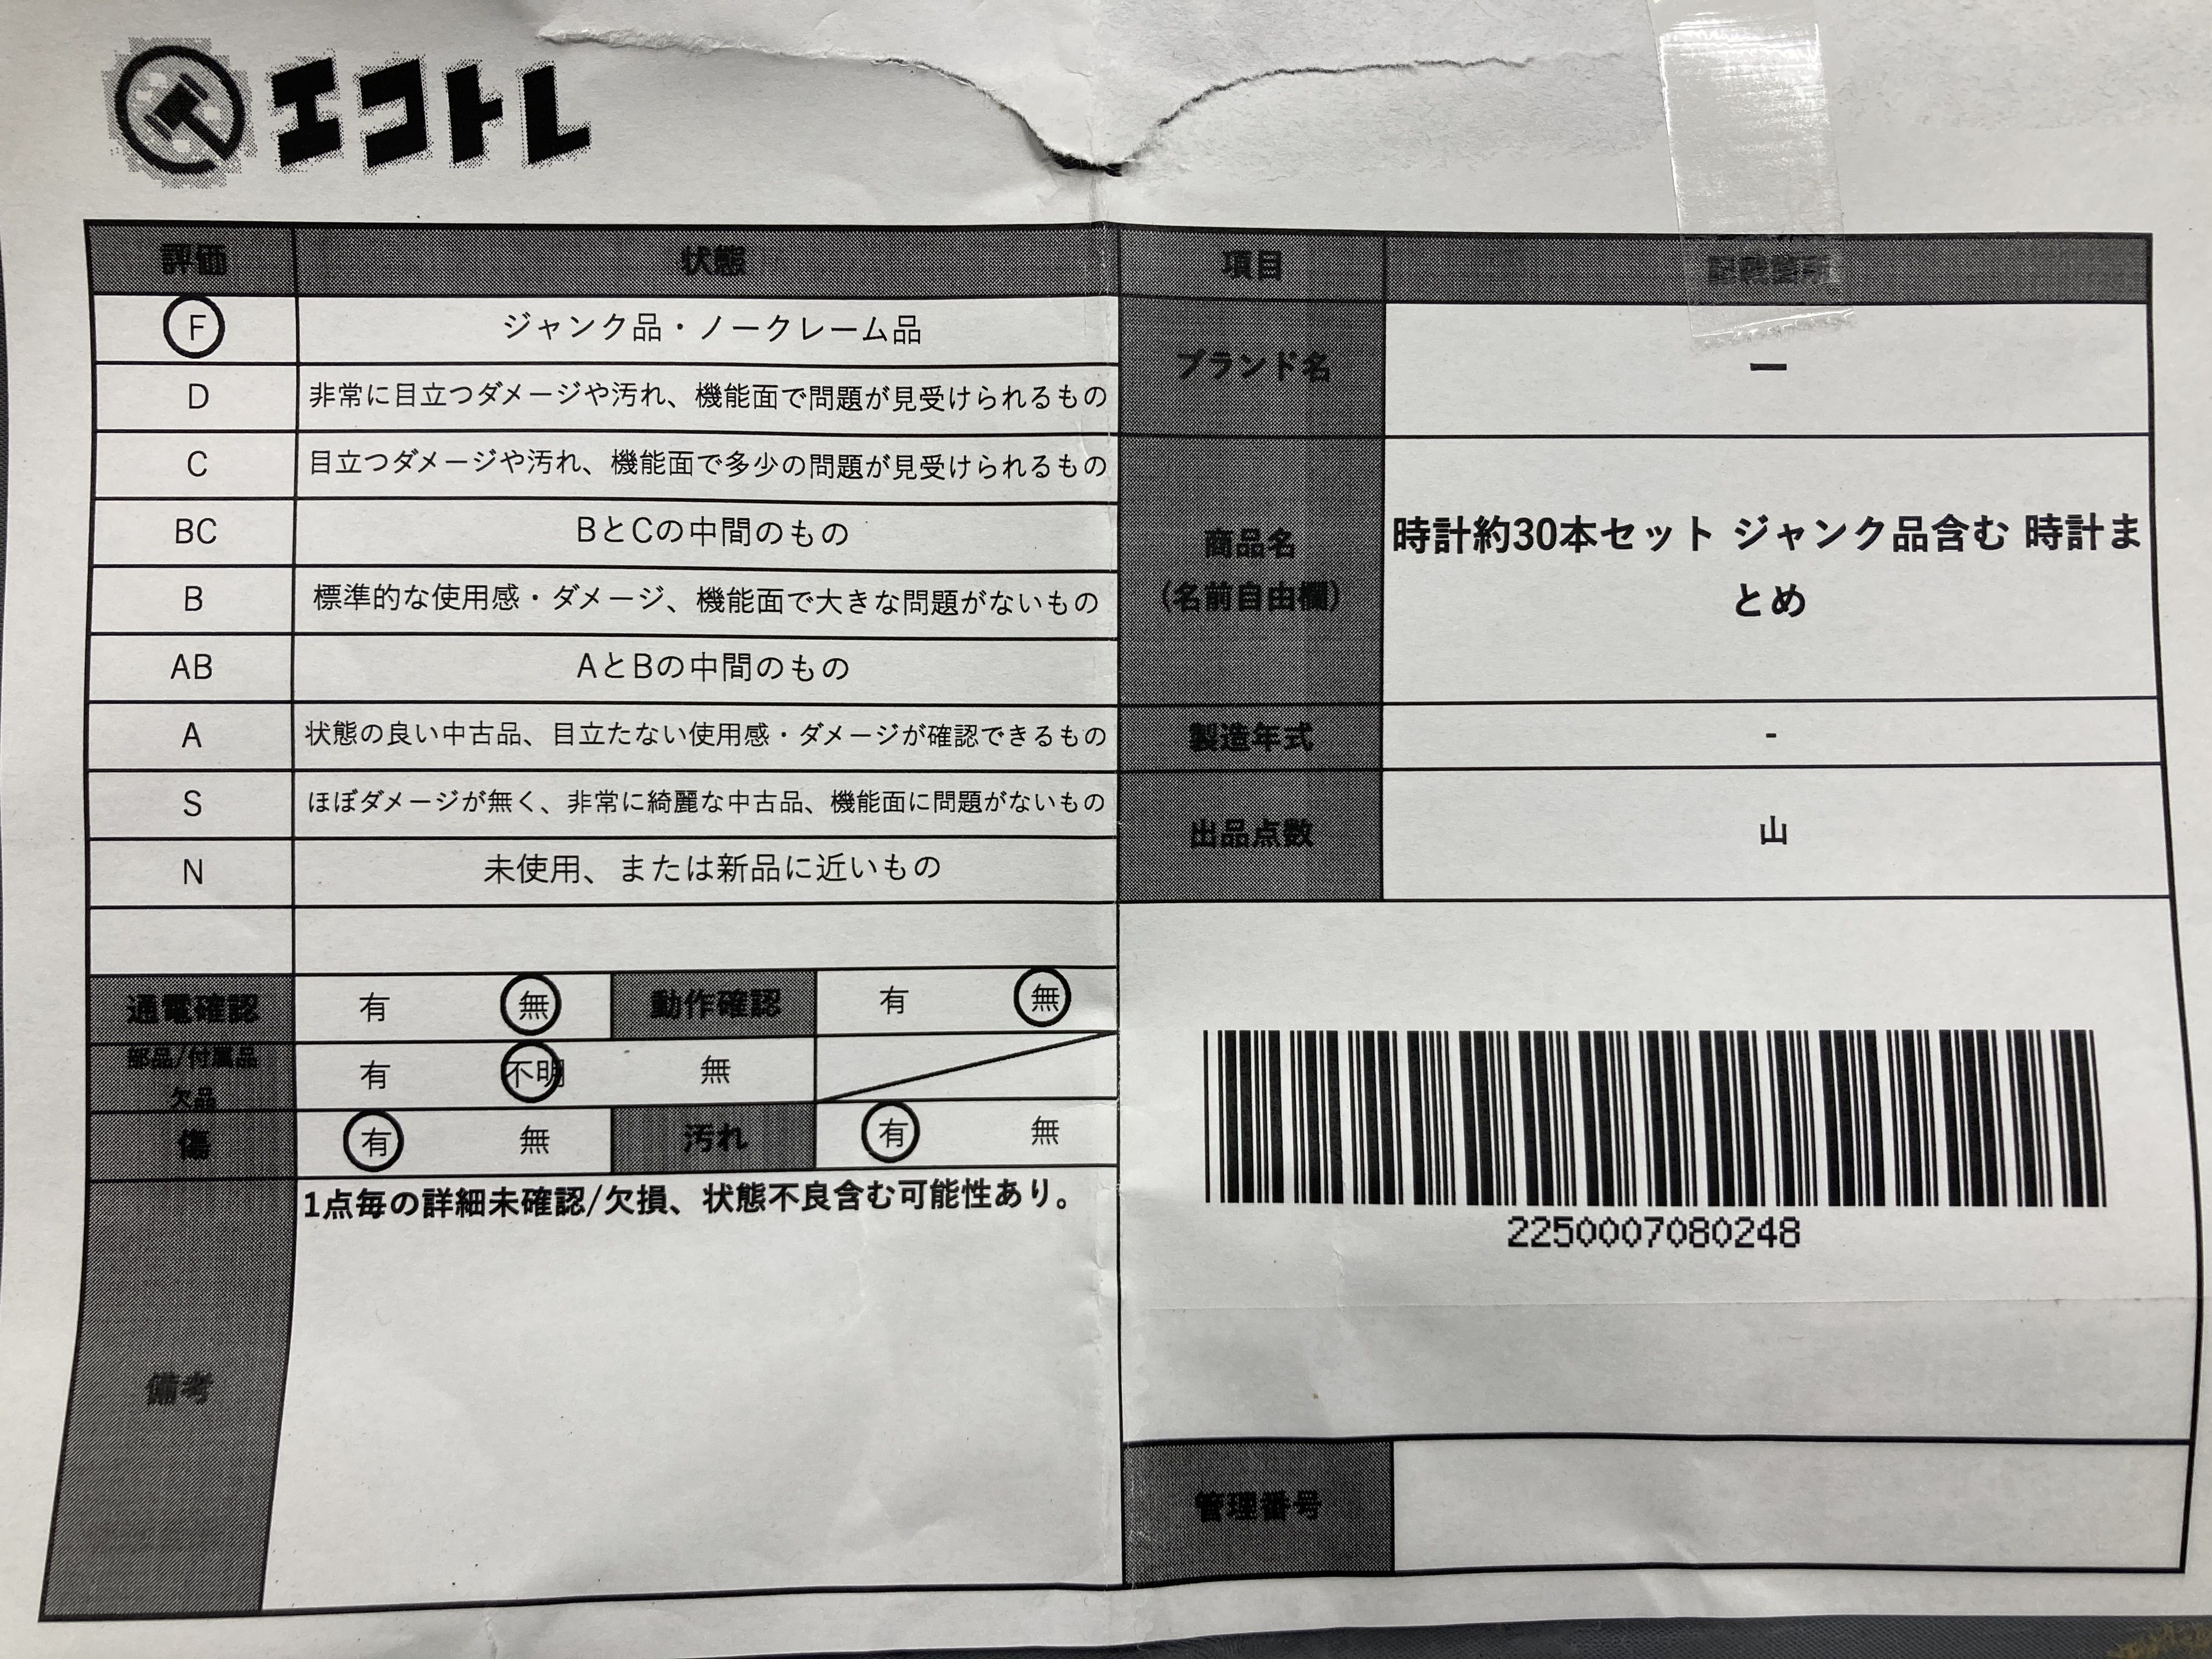 エコトレ
評価 状態
F ジャンク品・ノークレーム品
D 非常に目立つダメージや汚れ、機能面で問題が見受けられるもの
C 目立つダメージや汚れ、機能面で多少の問題が見受けられるもの
BC BとCの中間のもの
B 標準的な使用感・ダメージ、機能面で大きな問題がないもの
AB AとBの中間のもの
A 状態の良い中古品、目立たない使用感・ダメージが確認できるもの
S ほぼダメージが無く、非常に綺麗な中古品、機能面に問題がないもの
N 未使用、または新品に近いもの
通電確認 有 無 動作確認 有 無
部品/付属品
欠品 有 不明 無
傷 有 無 汚れ 有 無
備考 1点毎の詳細未確認/欠損、状態不良含む可能性あり。
項目 記載箇所
ブランド名 ー
商品名
(名前自由欄)
時計約30本セット ジャンク品含む 時計ま
とめ
製造年式 -
出品点数 山
2250007080248
管理番号